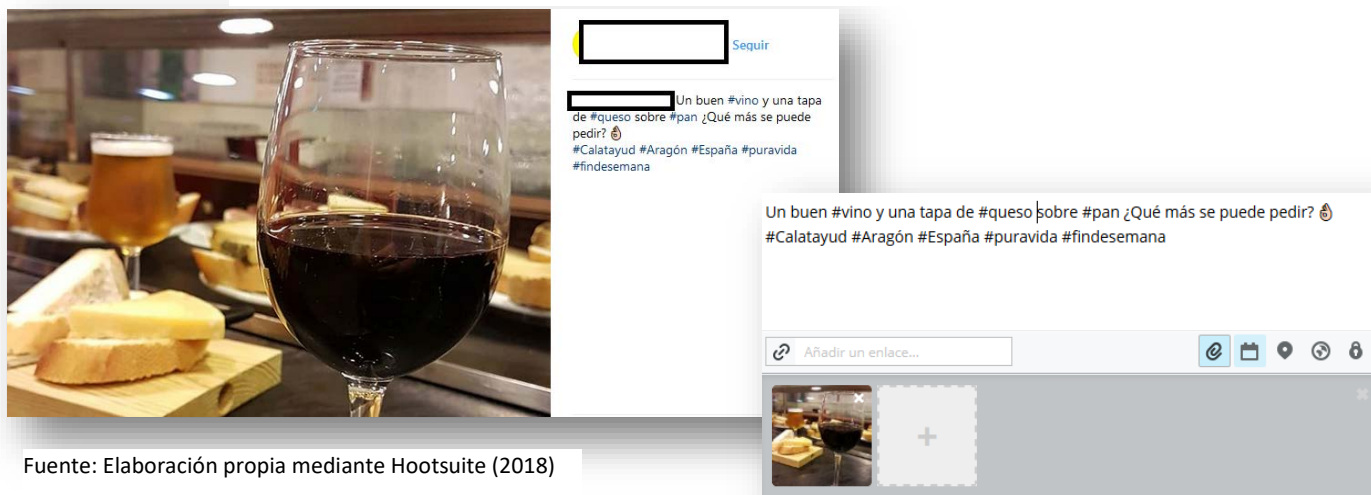 Seguir
Un buen #vino y una tapa
de #queso sobre #pan ¿Qué más se puede
pedir? 👌
#Calatayud #Aragón #España #puravida
#findesemana
Un buen #vino y una tapa de #queso sobre #pan ¿Qué más se puede pedir? 👌
#Calatayud #Aragón #España #puravida #findesemana
Añadir un enlace...
Fuente: Elaboración propia mediante Hootsuite (2018)